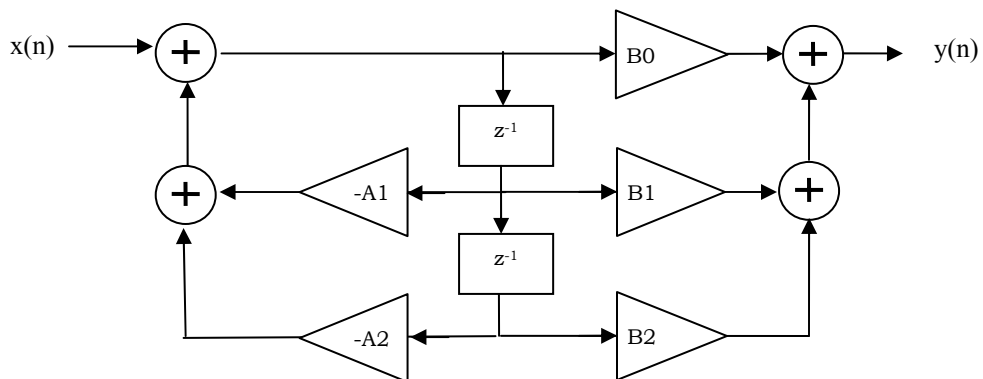 x(n)
+
B0
+
y(n)
z-1
+
-A1
B1
+
z-1
-A2
B2